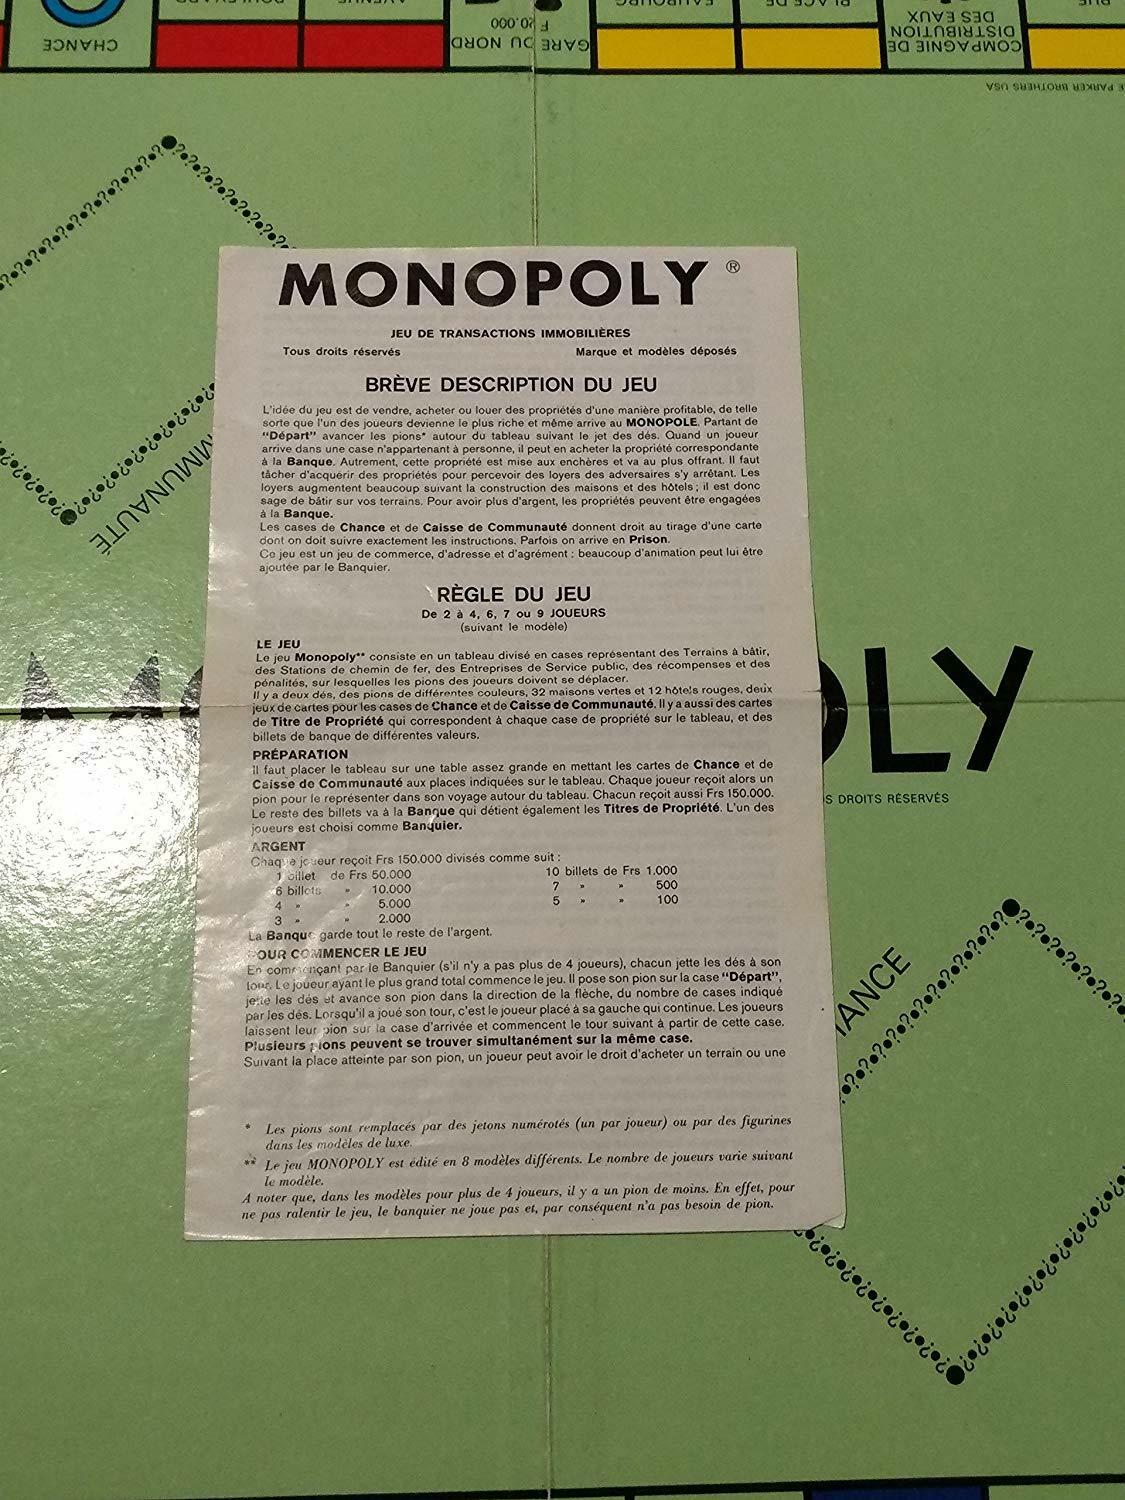 CHANCE
BOULEVARD
AVENUE
F 20.000
GARE DU NORD
FAUBOURG
PLACE DE
COMPAGNIE DE
DISTRIBUTION
DES EAUX
RUE
PARKER BROTHERS USA
MONOPOLY ®
JEU DE TRANSACTIONS IMMOBILIÈRES
Tous droits réservés Marque et modèles déposés
BRÈVE DESCRIPTION DU JEU
L'idée du jeu est de vendre, acheter ou louer des propriétés d'une manière profitable, de telle
sorte que l'un des joueurs devienne le plus riche et même arrive au MONOPOLE. Partant de
"Départ" avancer les pions* autour du tableau suivant le jet des dés. Quand un joueur
arrive dans une case n'appartenant à personne, il peut en acheter la propriété correspondante
à la Banque. Autrement, cette propriété est mise aux enchères et va au plus offrant. Il faut
tâcher d'acquérir des propriétés pour percevoir des loyers des adversaires s'y arrêtant. Les
loyers augmentent beaucoup suivant la construction des maisons et des hôtels ; il est donc
sage de bâtir sur vos terrains. Pour avoir plus d'argent, les propriétés peuvent être engagées
à la Banque.
Les cases de Chance et de Caisse de Communauté donnent droit au tirage d'une carte
dont on doit suivre exactement les instructions. Parfois on arrive en Prison.
Ce jeu est un jeu de commerce, d'adresse et d'agrément : beaucoup d'animation peut lui être
ajoutée par le Banquier.
RÈGLE DU JEU
De 2 à 4, 6, 7 ou 9 JOUEURS
(suivant le modèle)
LE JEU
Le jeu Monopoly** consiste en un tableau divisé en cases représentant des Terrains à bâtir,
des Stations de chemin de fer, des Entreprises de Service public, des récompenses et des
pénalités, sur lesquelles les pions des joueurs doivent se déplacer.
Il y a deux dés, des pions de différentes couleurs, 32 maisons vertes et 12 hôtels rouges, deux
jeux de cartes pour les cases de Chance et de Caisse de Communauté. Il y a aussi des cartes
de Titre de Propriété qui correspondent à chaque case de propriété sur le tableau, et des
billets de banque de différentes valeurs.
PRÉPARATION
Il faut placer le tableau sur une table assez grande en mettant les cartes de Chance et de
Caisse de Communauté aux places indiquées sur le tableau. Chaque joueur reçoit alors un
pion pour le représenter dans son voyage autour du tableau. Chacun reçoit aussi Frs 150.000.
Le reste des billets va à la Banque qui détient également les Titres de Propriété. L'un des
joueurs est choisi comme Banquier.
ARGENT
Chaque joueur reçoit Frs 150.000 divisés comme suit :
1 billet de Frs 50.000 10 billets de Frs 1.000
6 billets » 10.000 7 » » 500
4 » » 5.000 5 » » 100
3 » » 2.000
La Banque garde tout le reste de l'argent.
POUR COMMENCER LE JEU
En commençant par le Banquier (s'il n'y a pas plus de 4 joueurs), chacun jette les dés à son
tour. Le joueur ayant le plus grand total commence le jeu. Il pose son pion sur la case "Départ",
jette les dés et avance son pion dans la direction de la flèche, du nombre de cases indiqué
par les dés. Lorsqu'il a joué son tour, c'est le joueur placé à sa gauche qui continue. Les joueurs
laissent leur pion sur la case d'arrivée et commencent le tour suivant à partir de cette case.
Plusieurs pions peuvent se trouver simultanément sur la même case.
Suivant la place atteinte par son pion, un joueur peut avoir le droit d'acheter un terrain ou une
* Les pions sont remplacés par des jetons numérotés (un par joueur) ou par des figurines
dans les modèles de luxe.
** Le jeu MONOPOLY est édité en 8 modèles différents. Le nombre de joueurs varie suivant
le modèle.
A noter que, dans les modèles pour plus de 4 joueurs, il y a un pion de moins. En effet, pour
ne pas ralentir le jeu, le banquier ne joue pas et, par conséquent n'a pas besoin de pion.
MMUNAUTÉ
M OLY
S DROITS RÉSERVÉS
HANCE